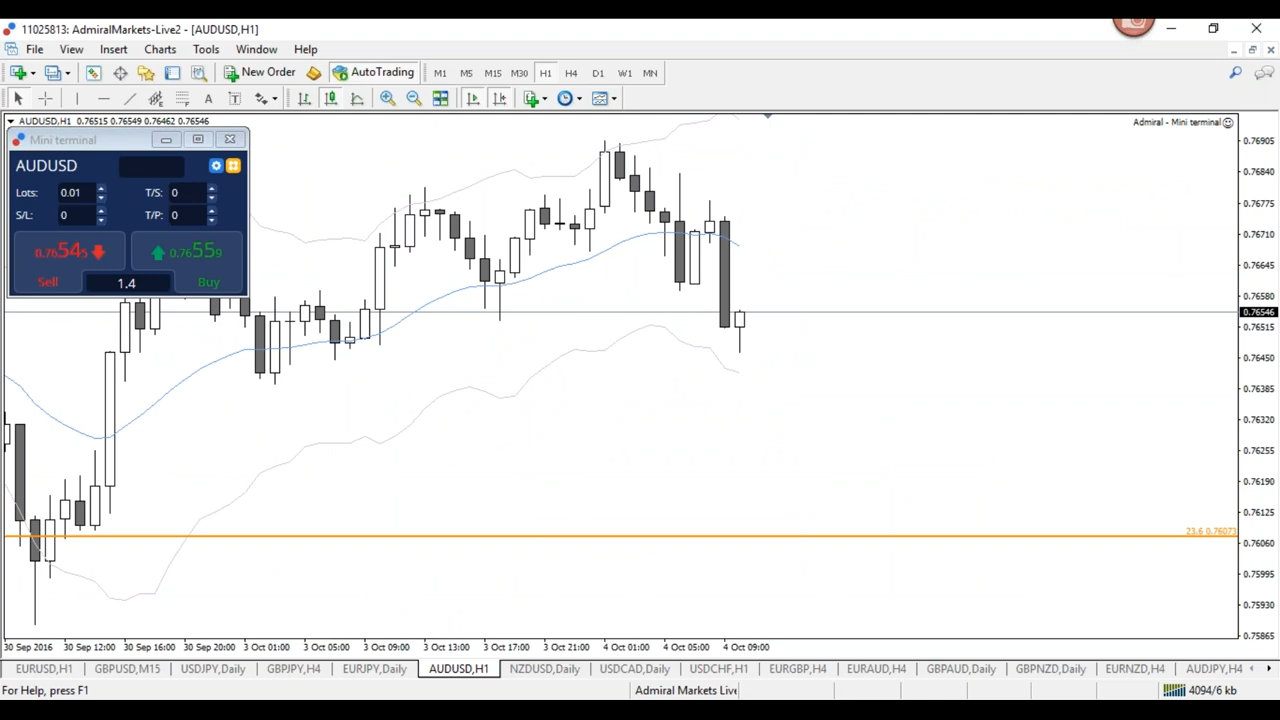 11025813: AdmiralMarkets-Live2 - [AUDUSD,H1]
File View Insert Charts Tools Window Help
New Order AutoTrading M1 M5 M15 M30 H1 H4 D1 W1 MN
A T
AUDUSD,H1 0.76515 0.76549 0.76462 0.76546
Admiral - Mini terminal
Mini terminal
AUDUSD
Lots: 0.01 T/S: 0
S/L: 0 T/P: 0
0.76545 0.76559
Sell 1.4 Buy
0.76905
0.76840
0.76775
0.76710
0.76645
0.76580
0.76546
0.76515
0.76450
0.76385
0.76320
0.76255
0.76190
0.76125
23.6 0.76073
0.76060
0.75995
0.75930
0.75865
30 Sep 2016 30 Sep 12:00 30 Sep 16:00 30 Sep 20:00 3 Oct 01:00 3 Oct 05:00 3 Oct 09:00 3 Oct 13:00 3 Oct 17:00 3 Oct 21:00 4 Oct 01:00 4 Oct 05:00 4 Oct 09:00
EURUSD,H1 GBPUSD,M15 USDJPY,Daily GBPJPY,H4 EURJPY,Daily AUDUSD,H1 NZDUSD,Daily USDCAD,Daily USDCHF,H1 EURGBP,H4 EURAUD,H4 GBPAUD,Daily GBPNZD,Daily EURNZD,H4 AUDJPY,H4
For Help, press F1 Admiral Markets Live 4094/6 kb